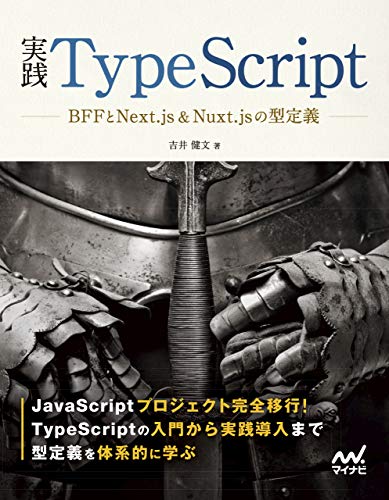 実践 TypeScript
BFFとNext.js & Nuxt.jsの型定義
吉井 健文 著
JavaScriptプロジェクト完全移行!
TypeScriptの入門から実践導入まで
型定義を体系的に学ぶ
マイナビ